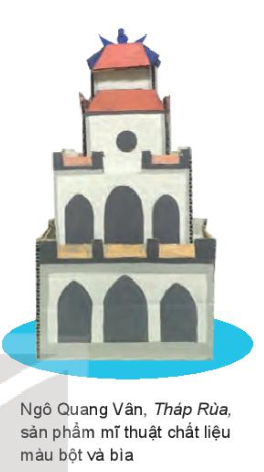 Ngô Quang Vân, Tháp Rùa,
sản phẩm mĩ thuật chất liệu
màu bột và bìa